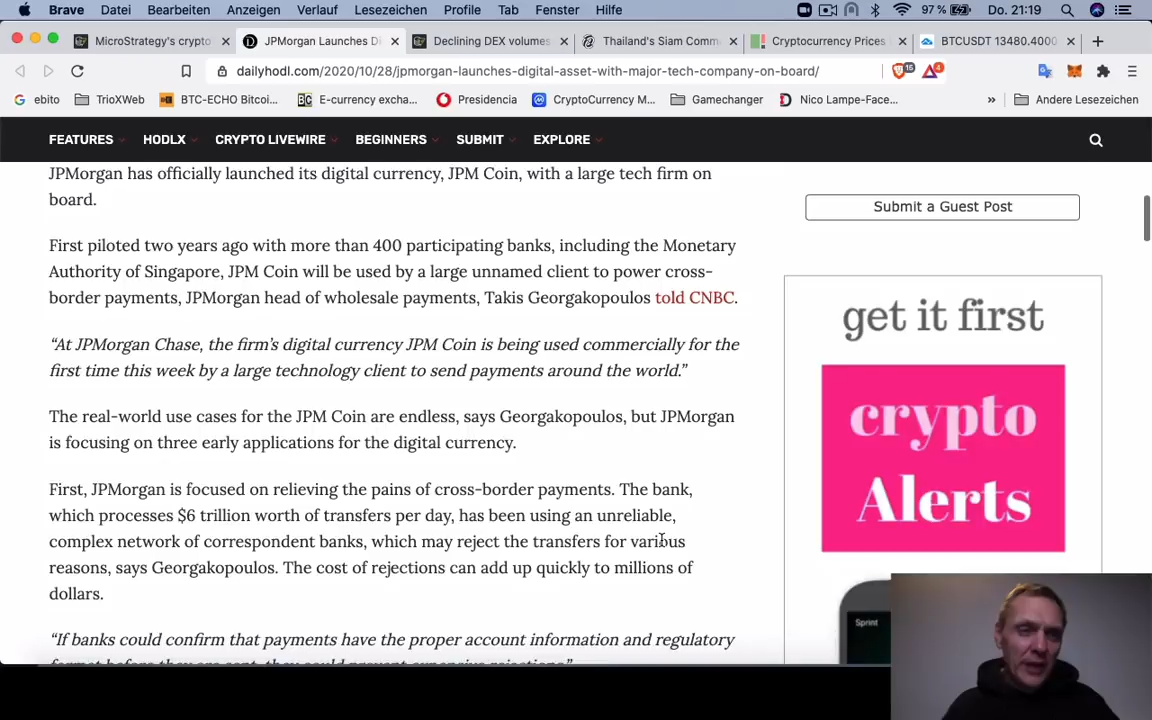 Brave Datei Bearbeiten Anzeigen Verlauf Lesezeichen Profile Tab Fenster Hilfe 97 % Do. 21:19
MicroStrategy's crypto × JPMorgan Launches Di × Declining DEX volumes × Thailand's Siam Comm × Cryptocurrency Prices × BTCUSDT 13480.4000 × +
dailyhodl.com/2020/10/28/jpmorgan-launches-digital-asset-with-major-tech-company-on-board/ 15 4
ebito TrioXWeb BTC-ECHO Bitcoi... E-currency excha... Presidencia CryptoCurrency M... Gamechanger Nico Lampe-Face... » Andere Lesezeichen
FEATURES HODLX CRYPTO LIVEWIRE BEGINNERS SUBMIT EXPLORE
JPMorgan has officially launched its digital currency, JPM Coin, with a large tech firm on
board.
First piloted two years ago with more than 400 participating banks, including the Monetary
Authority of Singapore, JPM Coin will be used by a large unnamed client to power cross-
border payments, JPMorgan head of wholesale payments, Takis Georgakopoulos told CNBC.
“At JPMorgan Chase, the firm’s digital currency JPM Coin is being used commercially for the
first time this week by a large technology client to send payments around the world.”
The real-world use cases for the JPM Coin are endless, says Georgakopoulos, but JPMorgan
is focusing on three early applications for the digital currency.
First, JPMorgan is focused on relieving the pains of cross-border payments. The bank,
which processes $6 trillion worth of transfers per day, has been using an unreliable,
complex network of correspondent banks, which may reject the transfers for various
reasons, says Georgakopoulos. The cost of rejections can add up quickly to millions of
dollars.
“If banks could confirm that payments have the proper account information and regulatory
format before they are sent, they could prevent expensive rejections”
Submit a Guest Post
get it first
crypto
Alerts
Sprint